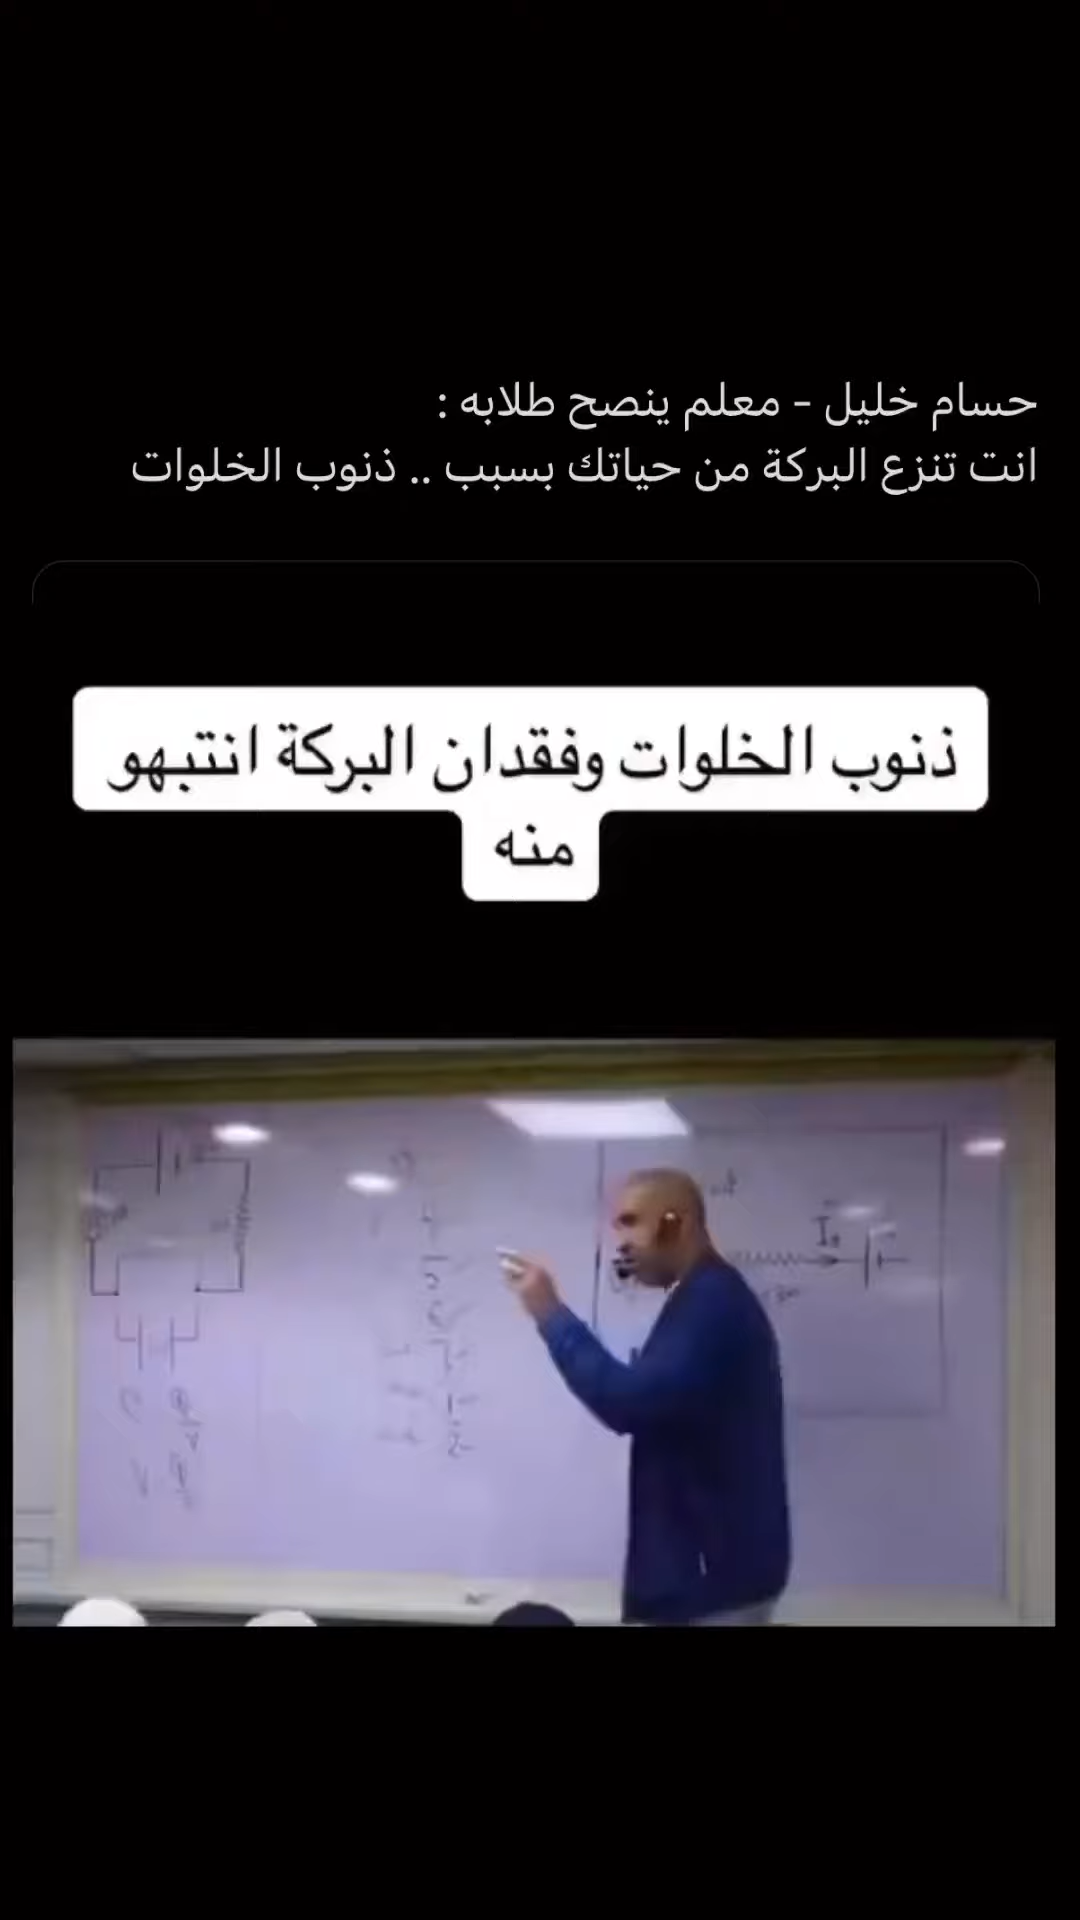 حسام خليل - معلم ينصح طلابه :
انت تنزع البركة من حياتك بسبب .. ذنوب الخلوات
ذنوب الخلوات وفقدان البركة انتبهو
منه